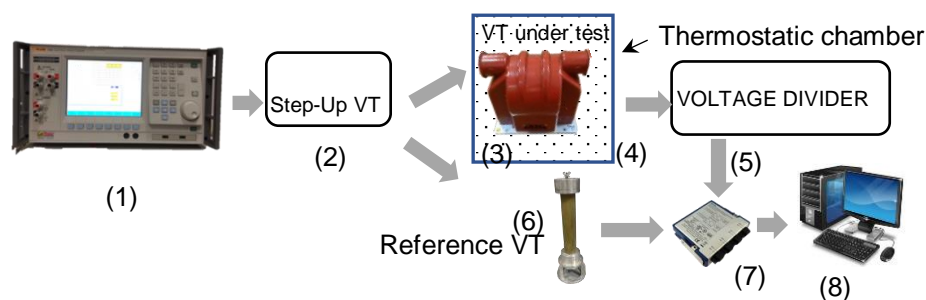 VT under test
Thermostatic chamber
Step-Up VT
VOLTAGE DIVIDER
(1)
(2)
(3)
(4)
(5)
Reference VT
(6)
(7)
(8)